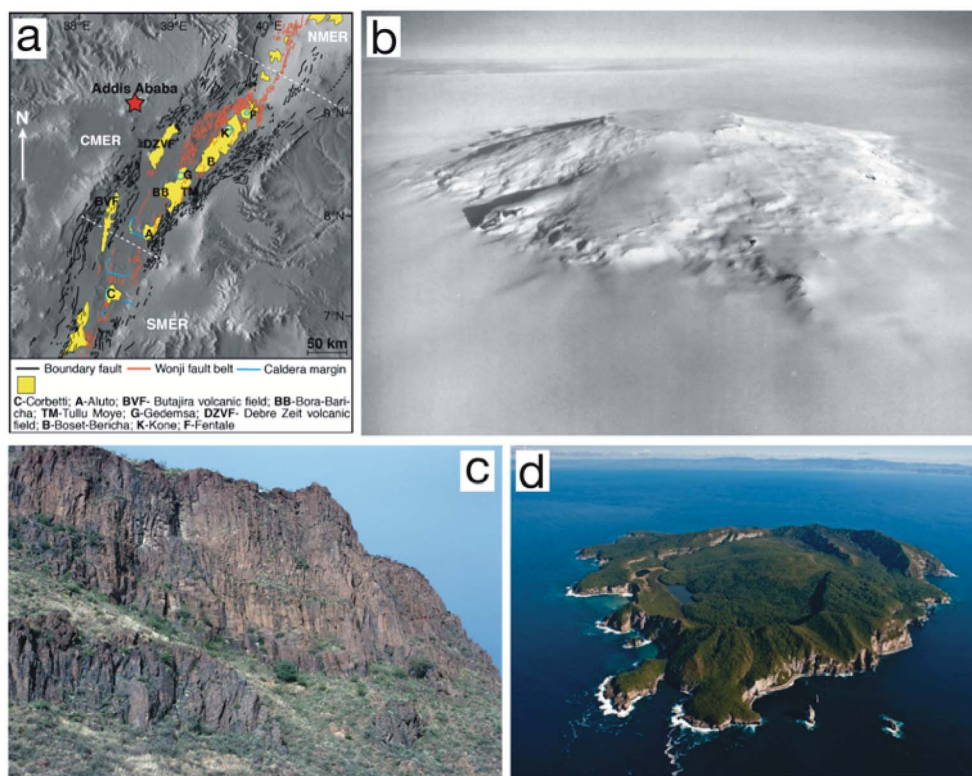 a
38°E
39°E
40°E
NMER
Addis Ababa
9°N
N
F
K
CMER
DZVF
B
G
BB
TM
BVF
8°N
A
C
SMER
7°N
50 km
Boundary fault
Wonji fault belt
Caldera margin
C-Corbetti; A-Aluto; BVF- Butajira volcanic field; BB-Bora-Bari-
cha; TM-Tullu Moye; G-Gedemsa; DZVF- Debre Zeit volcanic
field; B-Boset-Bericha; K-Kone; F-Fentale
b
c
d